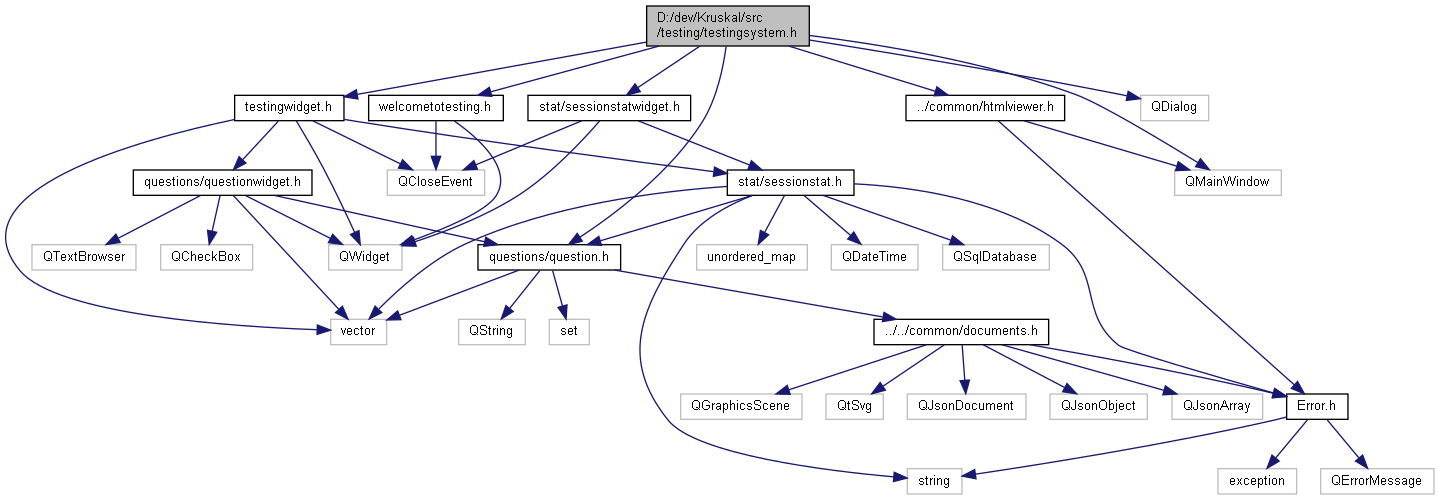 D:/dev/Kruskal/src
/testing/testingsystem.h
testingwidget.h
welcometotesting.h
stat/sessionstatwidget.h
../common/htmlviewer.h
QDialog
questions/questionwidget.h
QCloseEvent
stat/sessionstat.h
QMainWindow
QTextBrowser
QCheckBox
QWidget
questions/question.h
unordered_map
QDateTime
QSqlDatabase
vector
QString
set
../../common/documents.h
QGraphicsScene
QtSvg
QJsonDocument
QJsonObject
QJsonArray
Error.h
string
exception
QErrorMessage